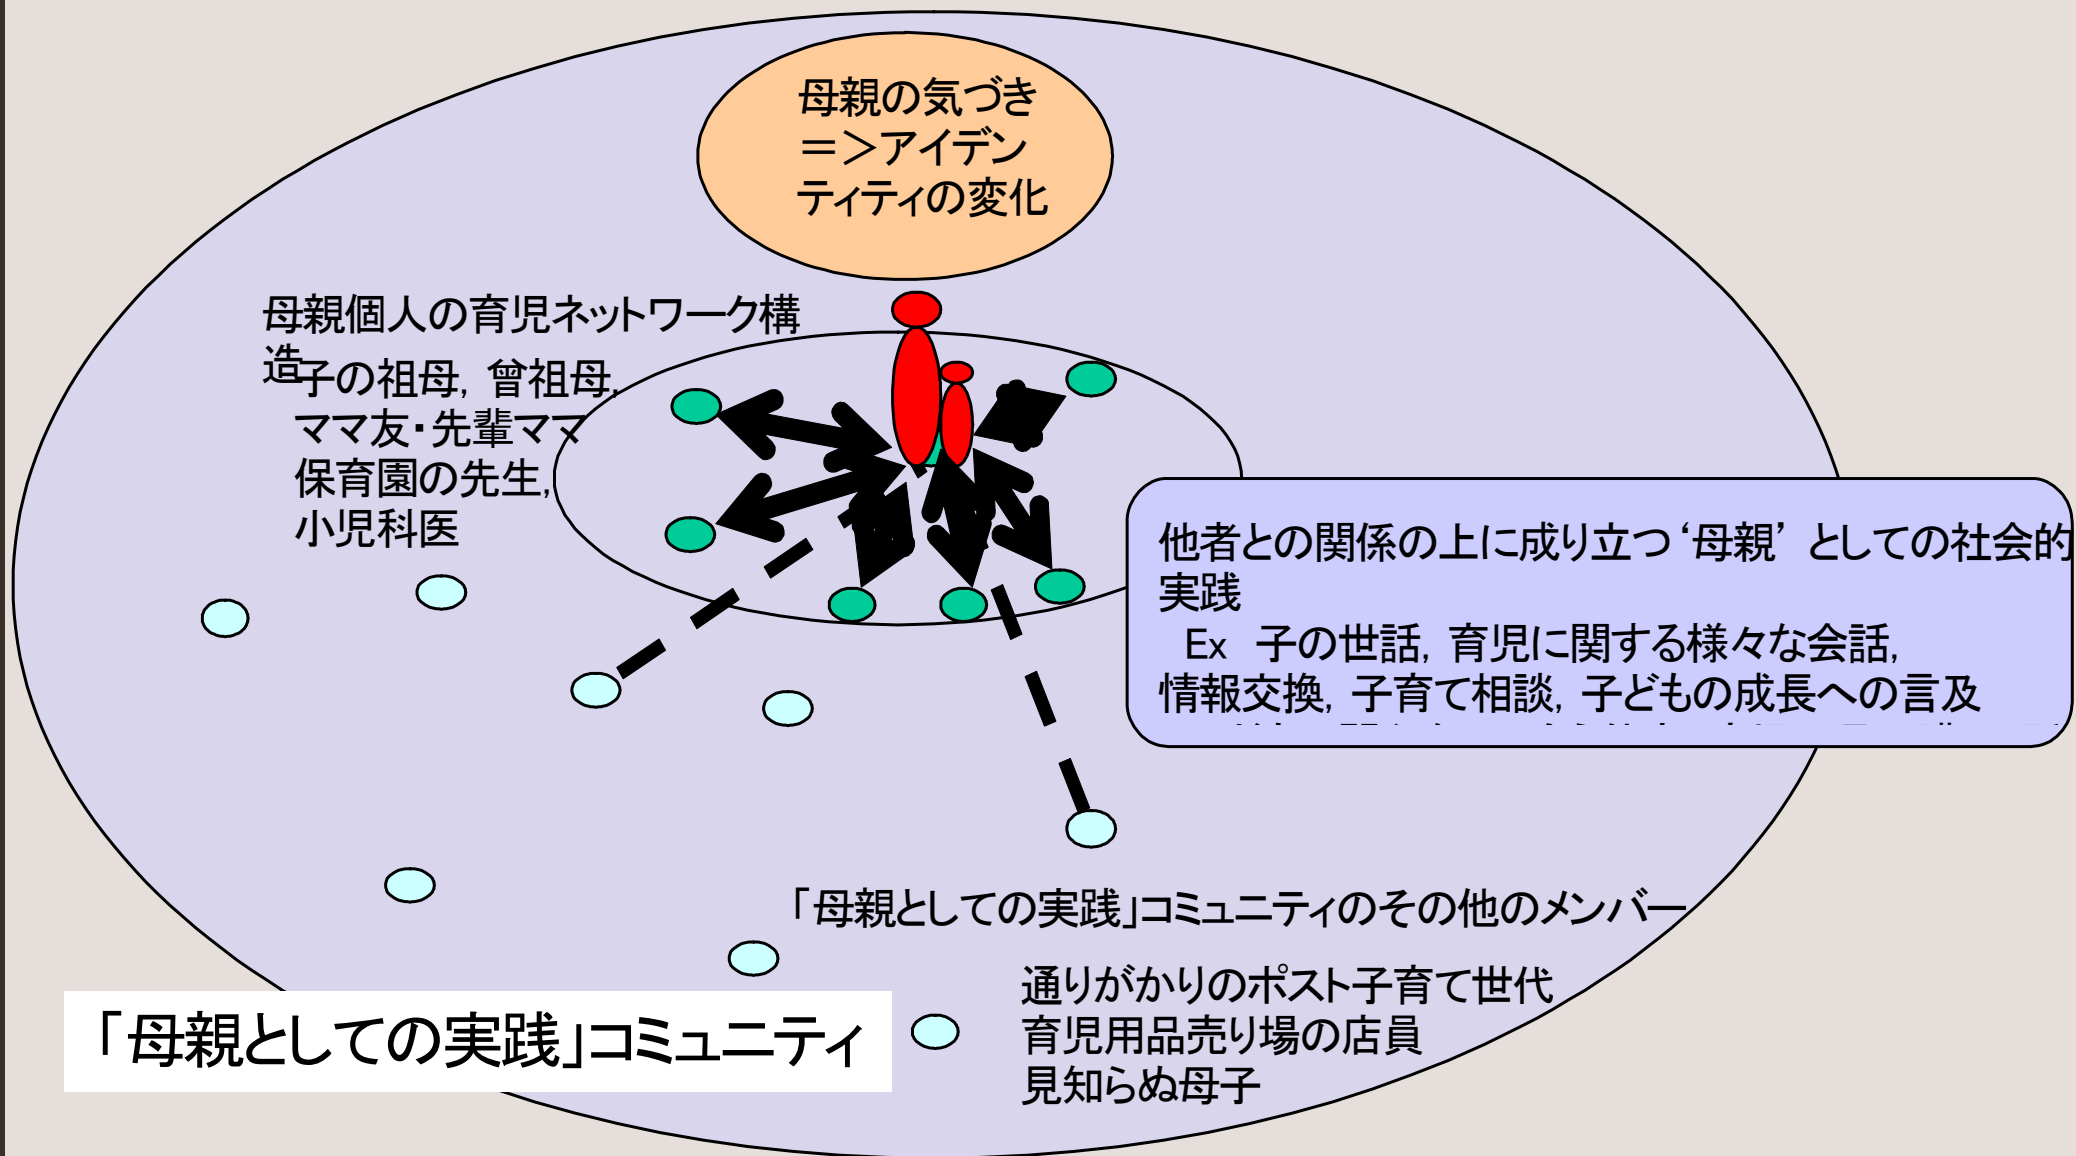 母親の気づき
＝＞アイデン
ティティの変化
母親個人の育児ネットワーク構
造
子の祖母, 曾祖母,
ママ友・先輩ママ
保育園の先生,
小児科医
他者との関係の上に成り立つ‘母親’としての社会的
実践
Ex　子の世話, 育児に関する様々な会話,
情報交換, 子育て相談, 子どもの成長への言及
「母親としての実践」コミュニティのその他のメンバー
通りがかりのポスト子育て世代
育児用品売り場の店員
見知らぬ母子
「母親としての実践」コミュニティ